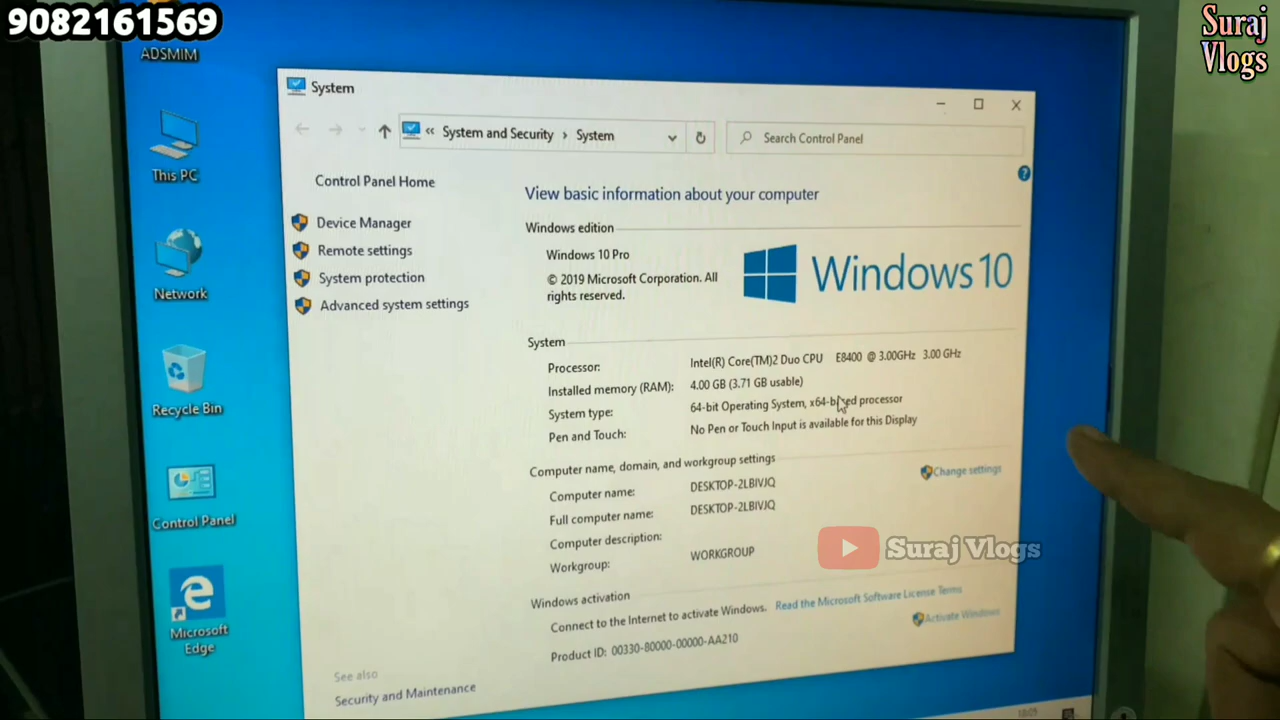 9082161569
Suraj
Vlogs
ADSMIM
This PC
Network
Recycle Bin
Control Panel
Microsoft
Edge
System
System and Security › System
Search Control Panel
Control Panel Home
Device Manager
Remote settings
System protection
Advanced system settings
See also
Security and Maintenance
View basic information about your computer
Windows edition
Windows 10 Pro
© 2019 Microsoft Corporation. All
rights reserved.
Windows 10
System
Processor: Intel(R) Core(TM)2 Duo CPU E8400 @ 3.00GHz 3.00 GHz
Installed memory (RAM): 4.00 GB (3.71 GB usable)
System type: 64-bit Operating System, x64-based processor
Pen and Touch: No Pen or Touch Input is available for this Display
Computer name, domain, and workgroup settings
Computer name: DESKTOP-2LBIVJQ
Change settings
Full computer name: DESKTOP-2LBIVJQ
Computer description:
Workgroup: WORKGROUP
Suraj Vlogs
Windows activation
Connect to the Internet to activate Windows. Read the Microsoft Software License Terms
Product ID: 00330-80000-00000-AA210
Activate Windows
18:05